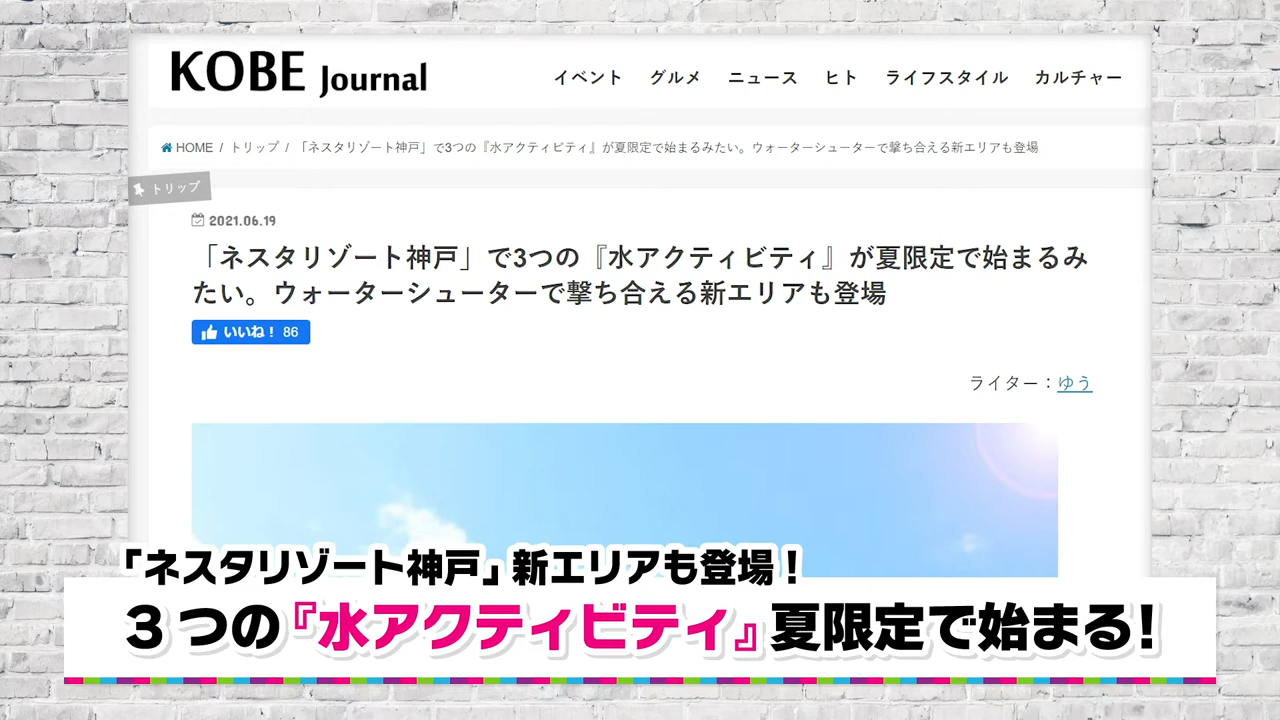 KOBE Journal
イベント グルメ ニュース ヒト ライフスタイル カルチャー
HOME / トリップ / 「ネスタリゾート神戸」で3つの『水アクティビティ』が夏限定で始まるみたい。ウォーターシューターで撃ち合える新エリアも登場
トリップ
2021.06.19
「ネスタリゾート神戸」で3つの『水アクティビティ』が夏限定で始まるみ
たい。ウォーターシューターで撃ち合える新エリアも登場
いいね！ 86
ライター：ゆう
「ネスタリゾート神戸」新エリアも登場！
３つの『水アクティビティ』夏限定で始まる！